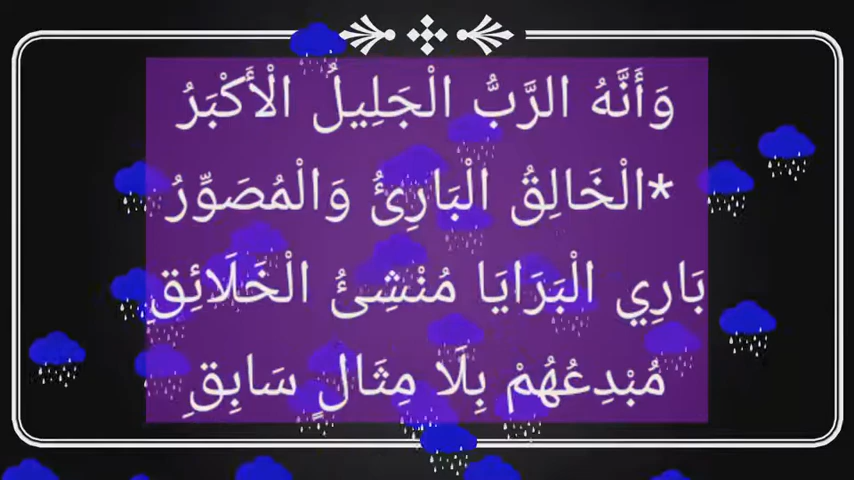 وَأَنَّهُ الرَّبُّ الْجَلِيلُ الْأَكْبَرُ
*الْخَالِقُ الْبَارِئُ وَالْمُصَوِّرُ
بَارِي الْبَرَايَا مُنْشِئُ الْخَلَائِقِ
مُبْدِعُهُمْ بِلَا مِثَالٍ سَابِقِ